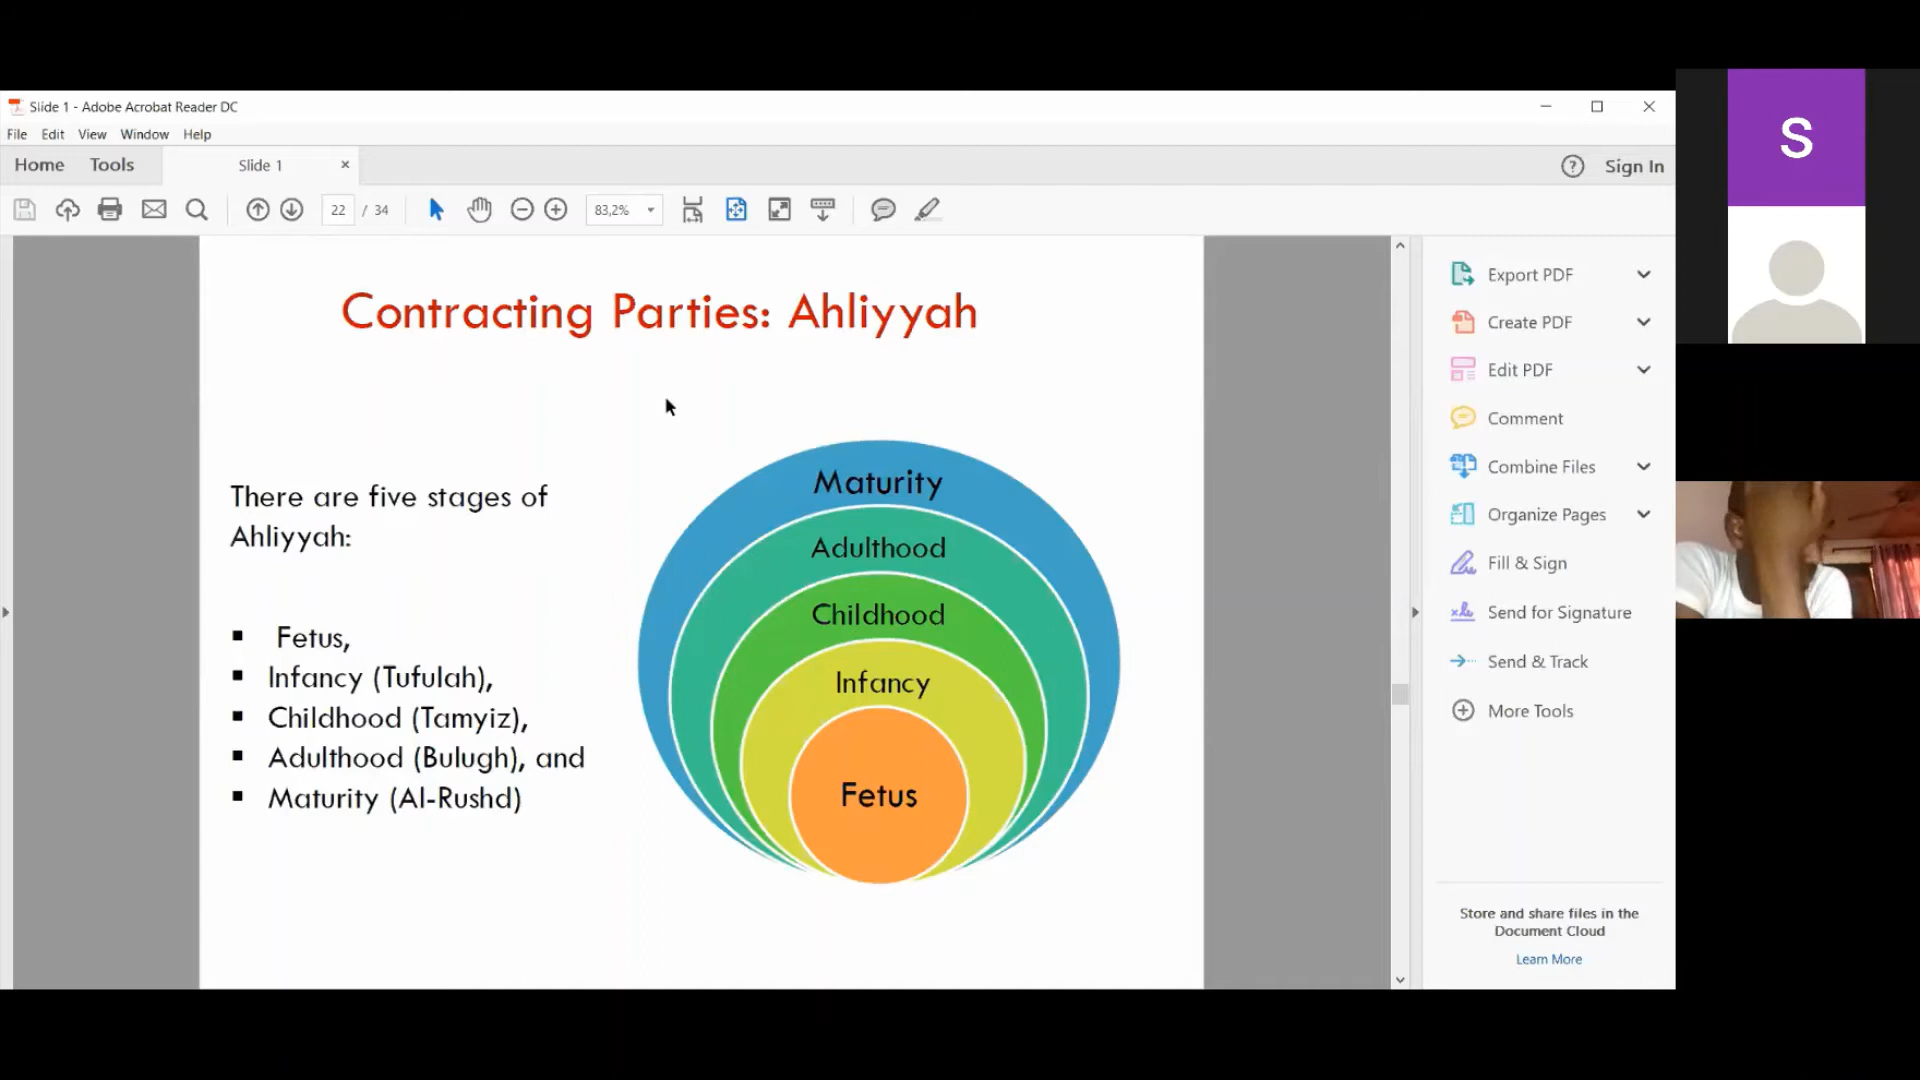 Slide 1 - Adobe Acrobat Reader DC
File Edit View Window Help
Home Tools Slide 1
Sign In
22 / 34 83,2%
Contracting Parties: Ahliyyah
There are five stages of
Ahliyyah:
▪ Fetus,
▪ Infancy (Tufulah),
▪ Childhood (Tamyiz),
▪ Adulthood (Bulugh), and
▪ Maturity (Al-Rushd)
Maturity
Adulthood
Childhood
Infancy
Fetus
Export PDF
Create PDF
Edit PDF
Comment
Combine Files
Organize Pages
Fill & Sign
Send for Signature
Send & Track
More Tools
Store and share files in the
Document Cloud
Learn More
S